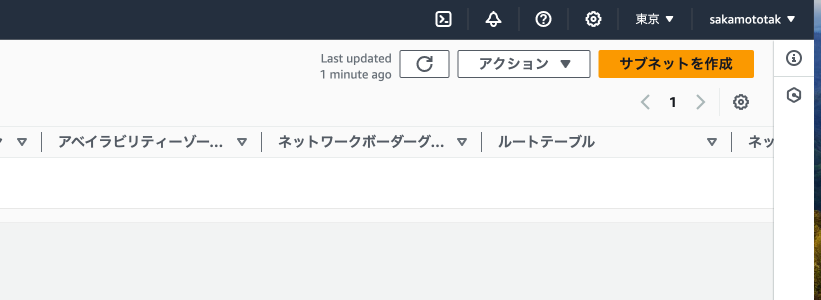 東京 ▼ sakamototak ▼
Last updated
1 minute ago
アクション ▼
サブネットを作成
1
アベイラビリティーゾー...
ネットワークボーダーグ...
ルートテーブル
ネッ